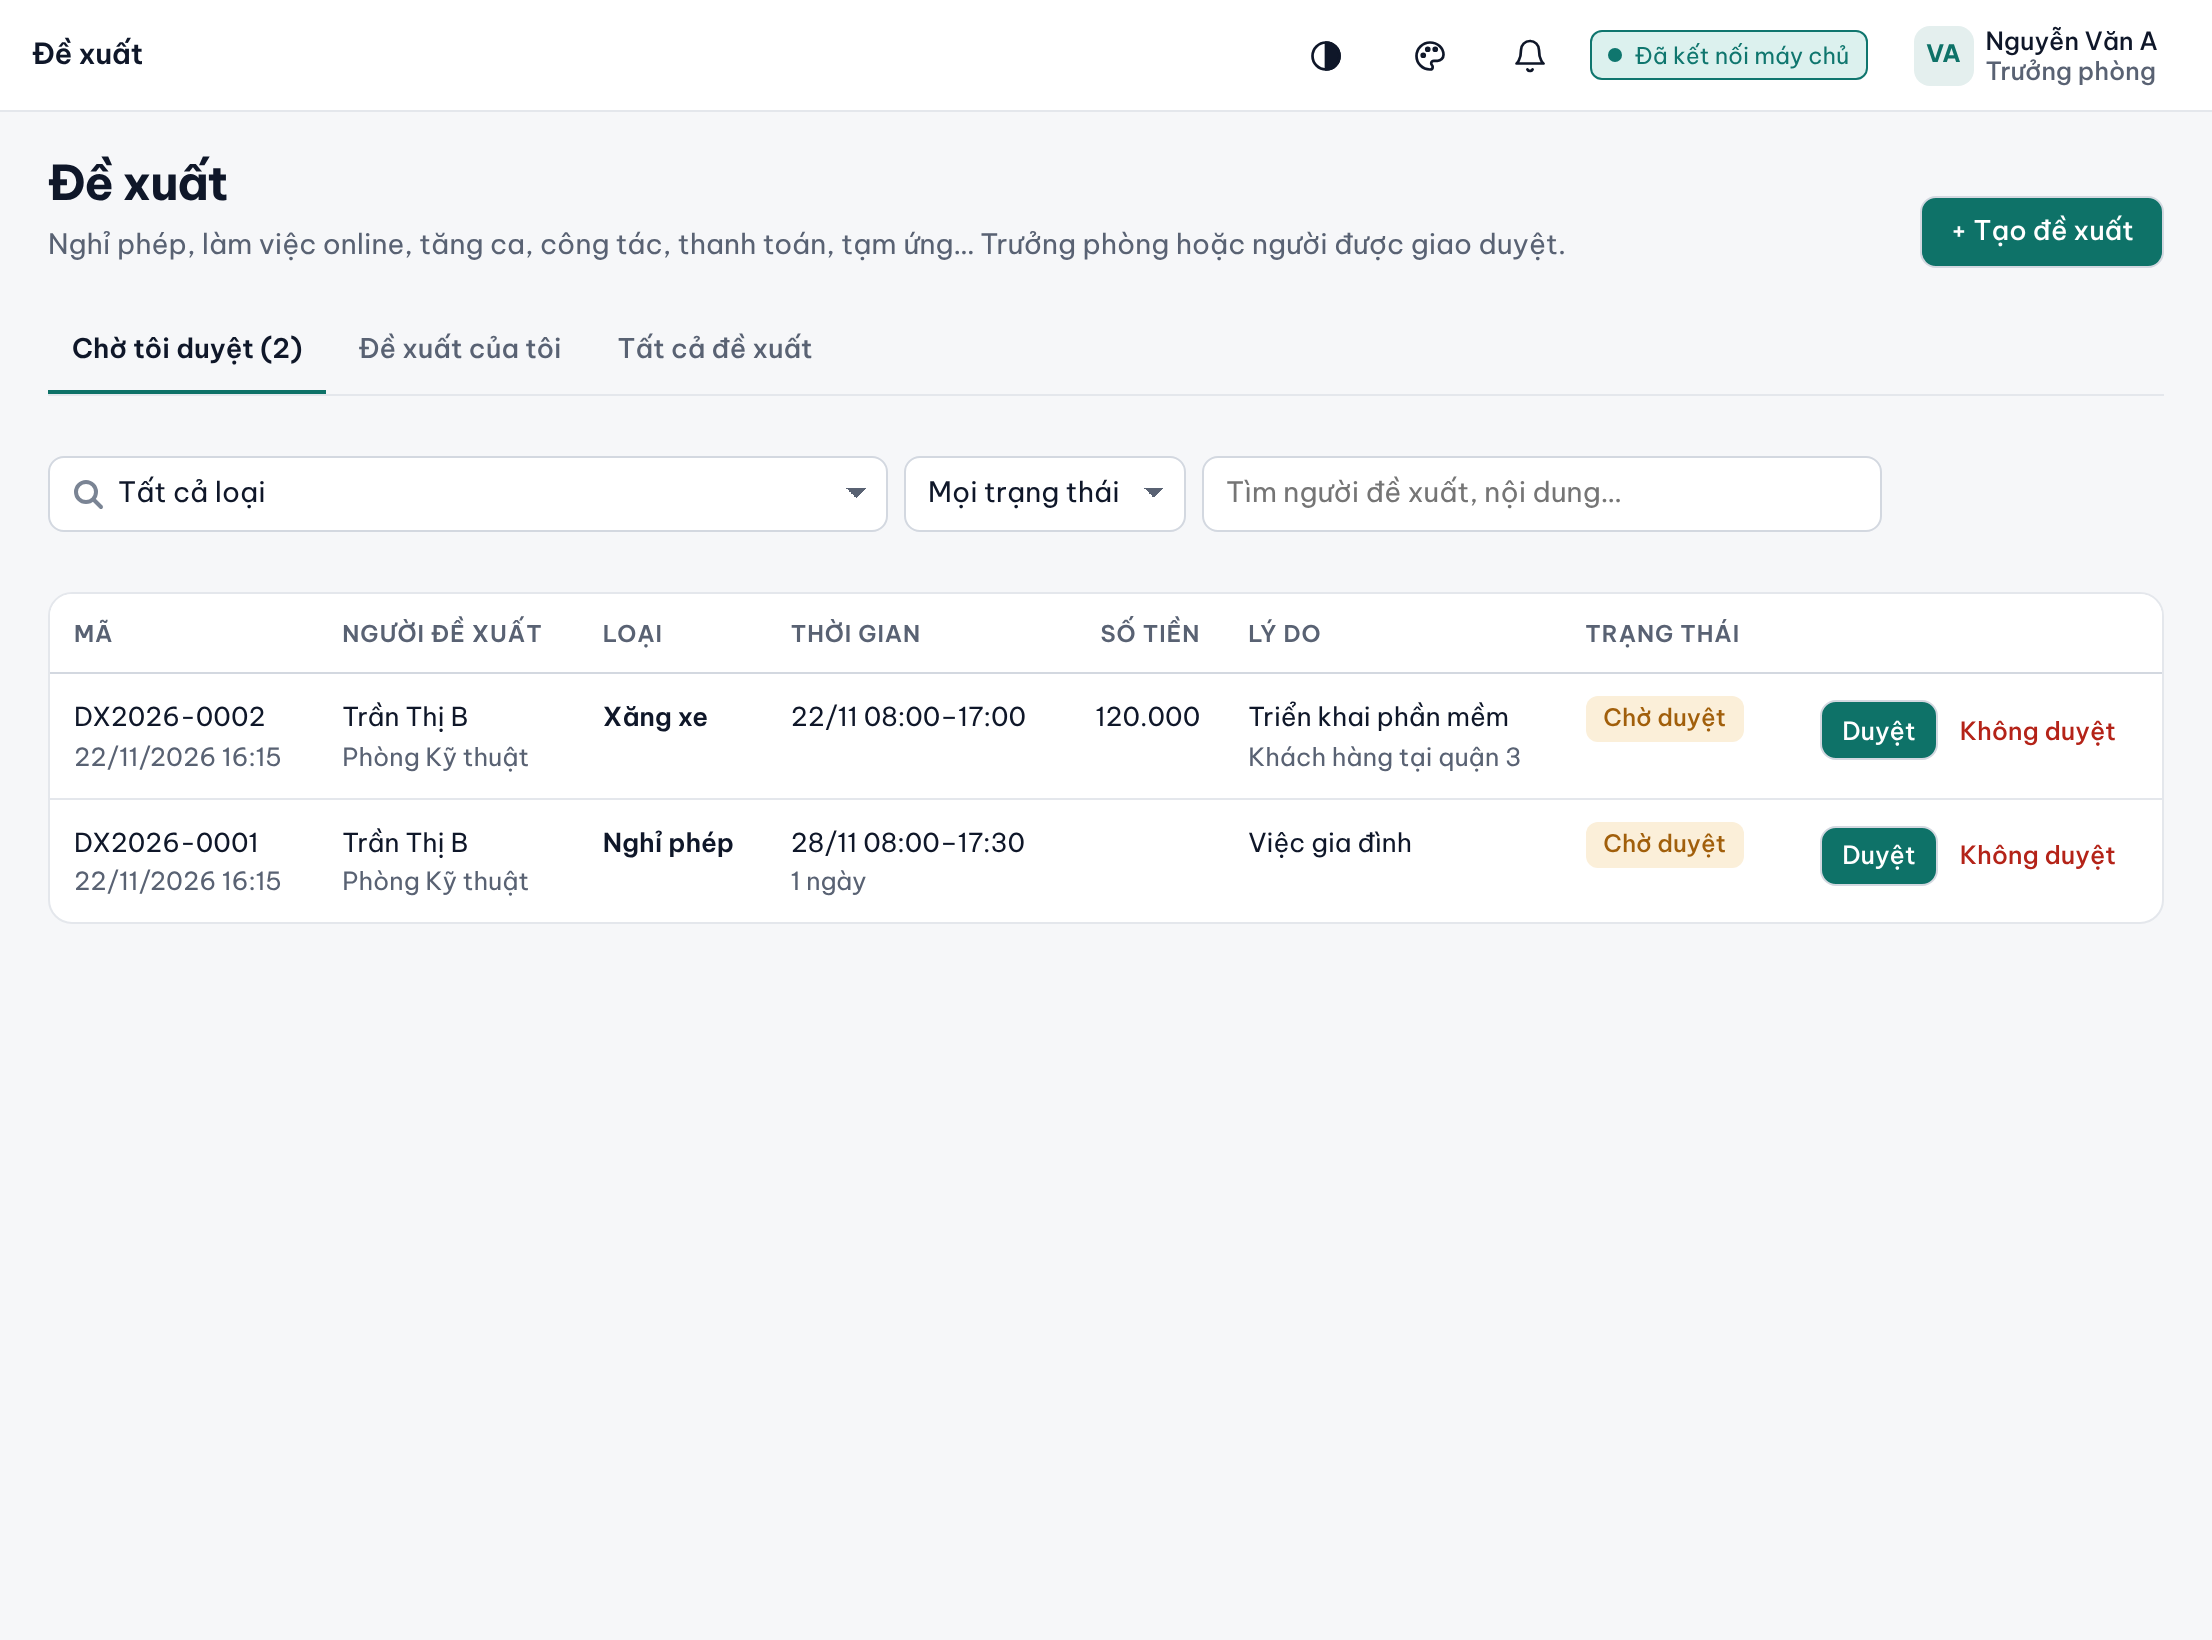 Đề xuất
Đã kết nối máy chủ
VA
Nguyễn Văn A
Trưởng phòng
Đề xuất
Nghỉ phép, làm việc online, tăng ca, công tác, thanh toán, tạm ứng... Trưởng phòng hoặc người được giao duyệt.
+ Tạo đề xuất
Chờ tôi duyệt (2)
Đề xuất của tôi
Tất cả đề xuất
Tất cả loại
Mọi trạng thái
Tìm người đề xuất, nội dung...
MÃ NGƯỜI ĐỀ XUẤT LOẠI THỜI GIAN SỐ TIỀN LÝ DO TRẠNG THÁI
DX2026-0002 Trần Thị B Xăng xe 22/11 08:00–17:00 120.000 Triển khai phần mềm Chờ duyệt Duyệt Không duyệt
22/11/2026 16:15 Phòng Kỹ thuật Khách hàng tại quận 3
DX2026-0001 Trần Thị B Nghỉ phép 28/11 08:00–17:30 Việc gia đình Chờ duyệt Duyệt Không duyệt
22/11/2026 16:15 Phòng Kỹ thuật 1 ngày